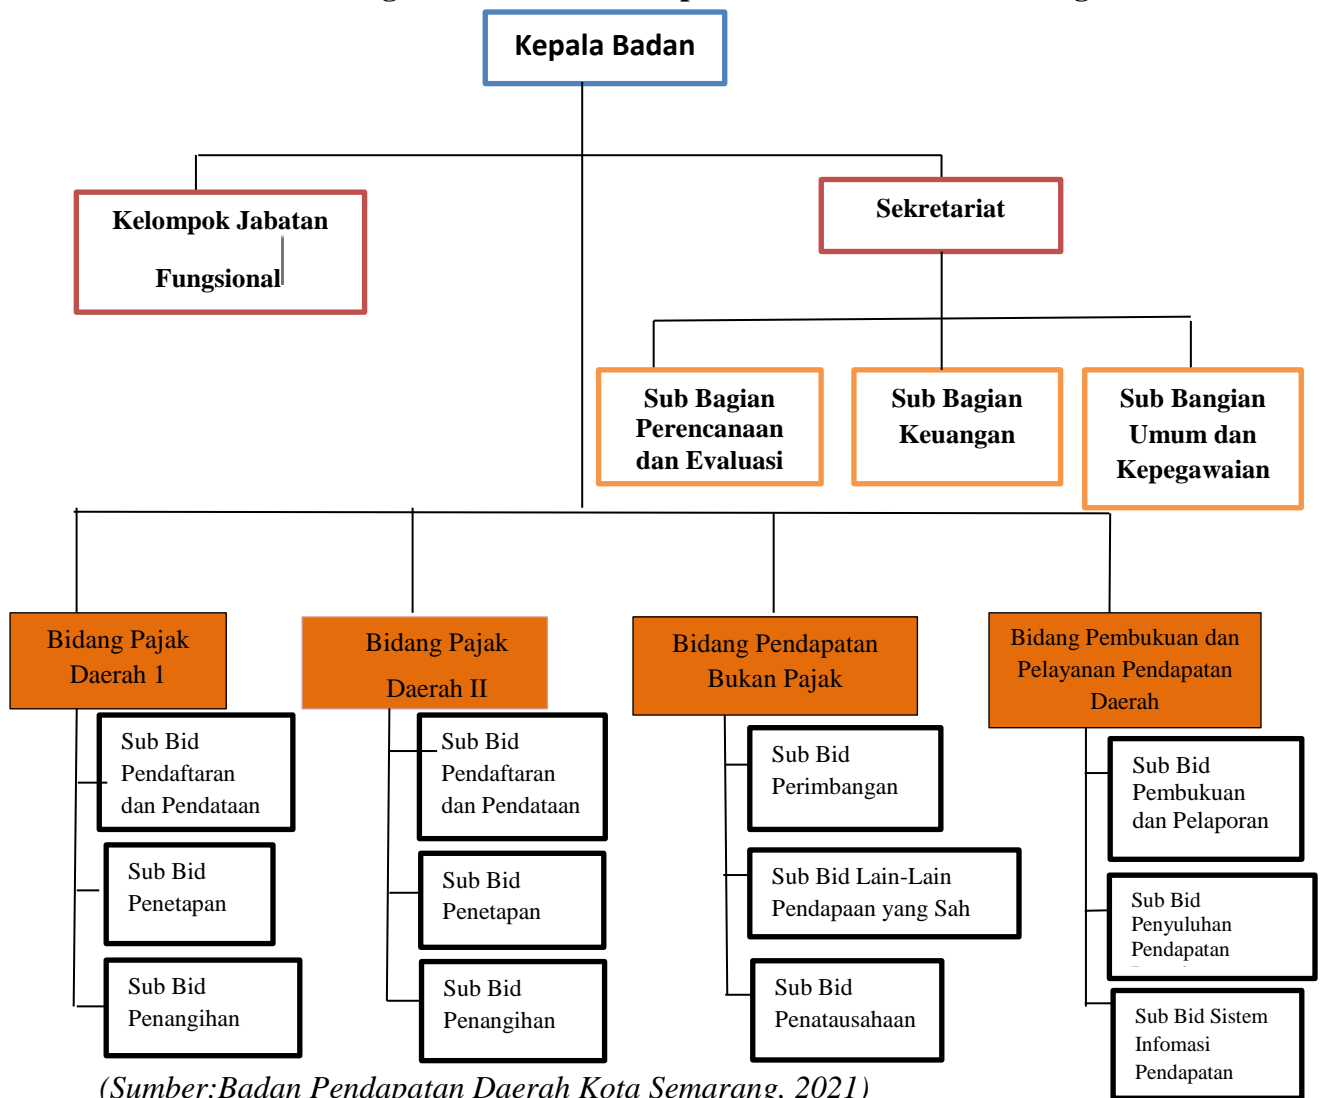 Kepala Badan
Kelompok Jabatan
Fungsional
Sekretariat
Sub Bagian
Perencanaan
dan Evaluasi
Sub Bagian
Keuangan
Sub Bangian
Umum dan
Kepegawaian
Bidang Pajak
Daerah 1
Bidang Pajak
Daerah II
Bidang Pendapatan
Bukan Pajak
Bidang Pembukuan dan
Pelayanan Pendapatan
Daerah
Sub Bid
Pendaftaran
dan Pendataan
Sub Bid
Penetapan
Sub Bid
Penangihan
Sub Bid
Pendaftaran
dan Pendataan
Sub Bid
Penetapan
Sub Bid
Penangihan
Sub Bid
Perimbangan
Sub Bid Lain-Lain
Pendapaan yang Sah
Sub Bid
Penatausahaan
Sub Bid
Pembukuan
dan Pelaporan
Sub Bid
Penyuluhan
Pendapatan
Sub Bid Sistem
Infomasi
Pendapatan
(Sumber:Badan Pendapatan Daerah Kota Semarang, 2021)